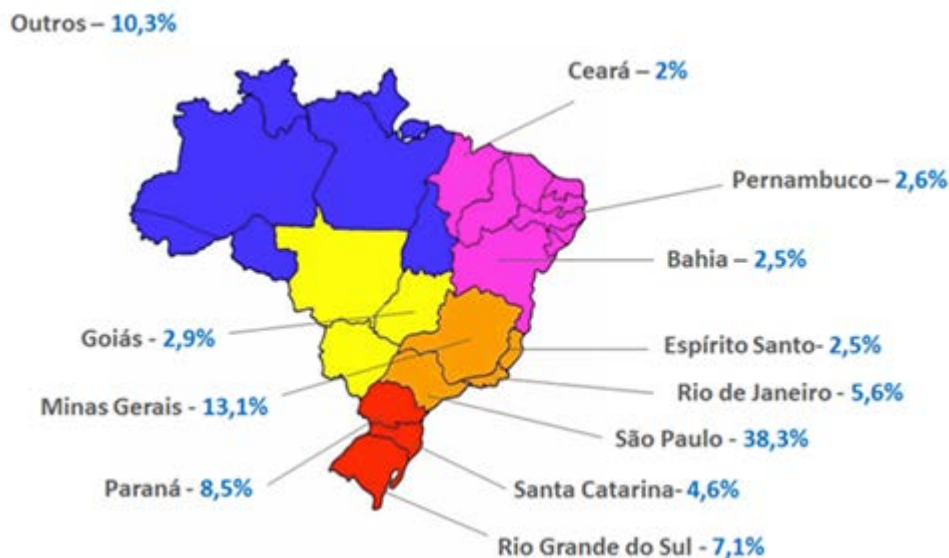 Outros – 10,3%
Ceará – 2%
Pernambuco – 2,6%
Bahia – 2,5%
Goiás - 2,9%
Espírito Santo- 2,5%
Rio de Janeiro - 5,6%
Minas Gerais - 13,1%
São Paulo - 38,3%
Paraná - 8,5%
Santa Catarina- 4,6%
Rio Grande do Sul - 7,1%